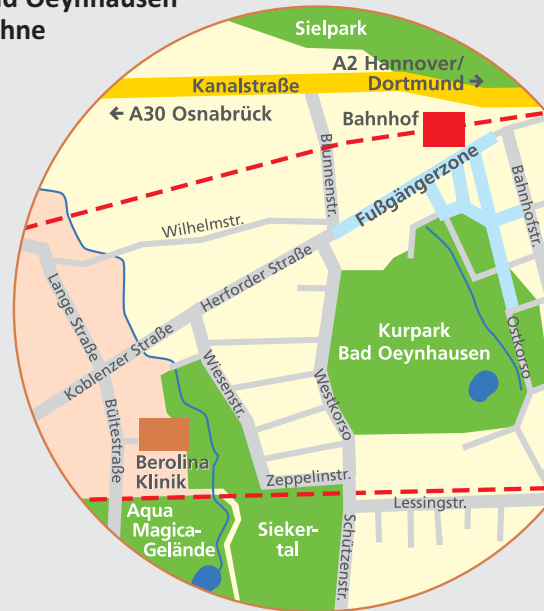 d Oeynhausen
hne
Sielpark
A2 Hannover/
Dortmund →
Kanalstraße
← A30 Osnabrück
Bahnhof
Brunnenstr.
Fußgängerzone
Bahnhofstr.
Wilhelmstr.
Herforder Straße
Lange Straße
Koblenzer Straße
Kurpark
Bad Oeynhausen
Ostkorso
Wiesenstr.
Westkorso
Bültestraße
Berolina
Klinik
Zeppelinstr.
Lessingstr.
Aqua
Magica-
Gelände
Sieker-
tal
Schützenstr.